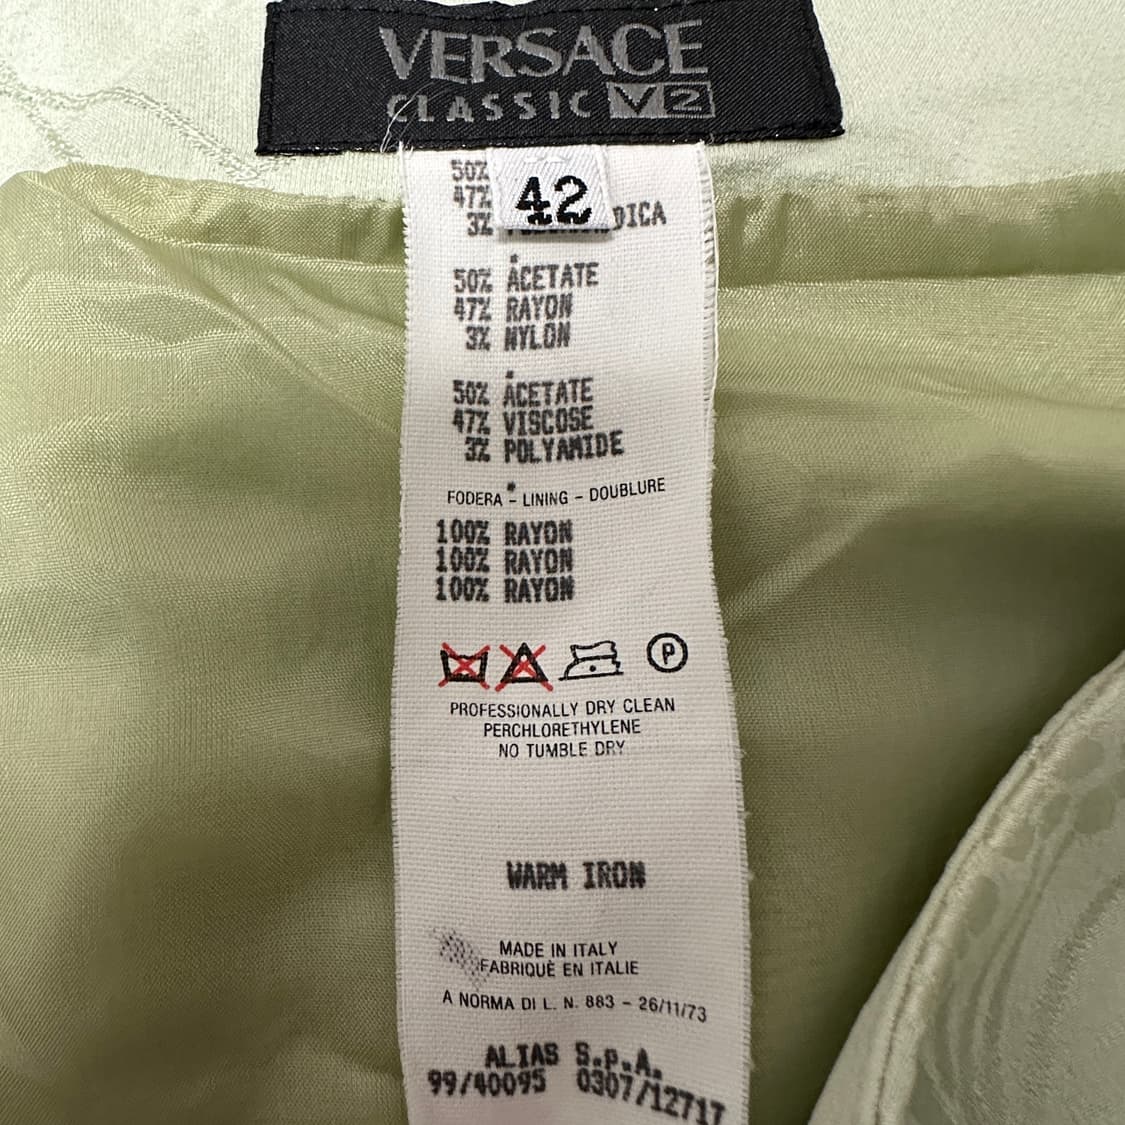 VERSACE
CLASSIC V2
42
50%
47%
3% DICA
50% ACETATE
47% RAYON
3% NYLON
50% ACETATE
47% VISCOSE
3% POLYAMIDE
FODERA - LINING - DOUBLURE
100% RAYON
100% RAYON
100% RAYON
P
PROFESSIONALLY DRY CLEAN
PERCHLORETHYLENE
NO TUMBLE DRY
WARM IRON
MADE IN ITALY
FABRIQUÈ EN ITALIE
A NORMA DI L. N. 883 - 26/11/73
ALIAS S.p.A.
99/40095 0307/12717